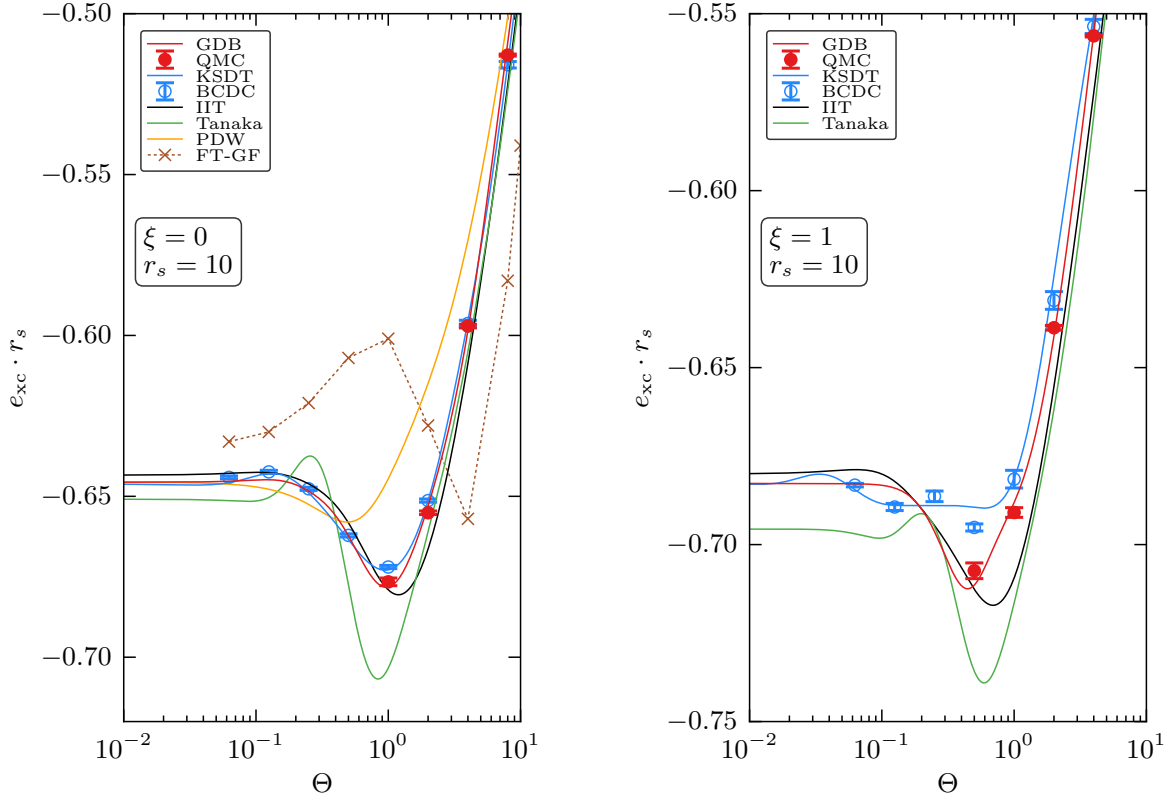 −0.50
−0.55
−0.60
−0.65
−0.70
e_xc · r_s
GDB
QMC
KSDT
BCDC
IIT
Tanaka
PDW
FT-GF
ξ = 0
r_s = 10
10^−2
10^−1
10^0
10^1
Θ
−0.55
−0.60
−0.65
−0.70
−0.75
e_xc · r_s
GDB
QMC
KSDT
BCDC
IIT
Tanaka
ξ = 1
r_s = 10
10^−2
10^−1
10^0
10^1
Θ